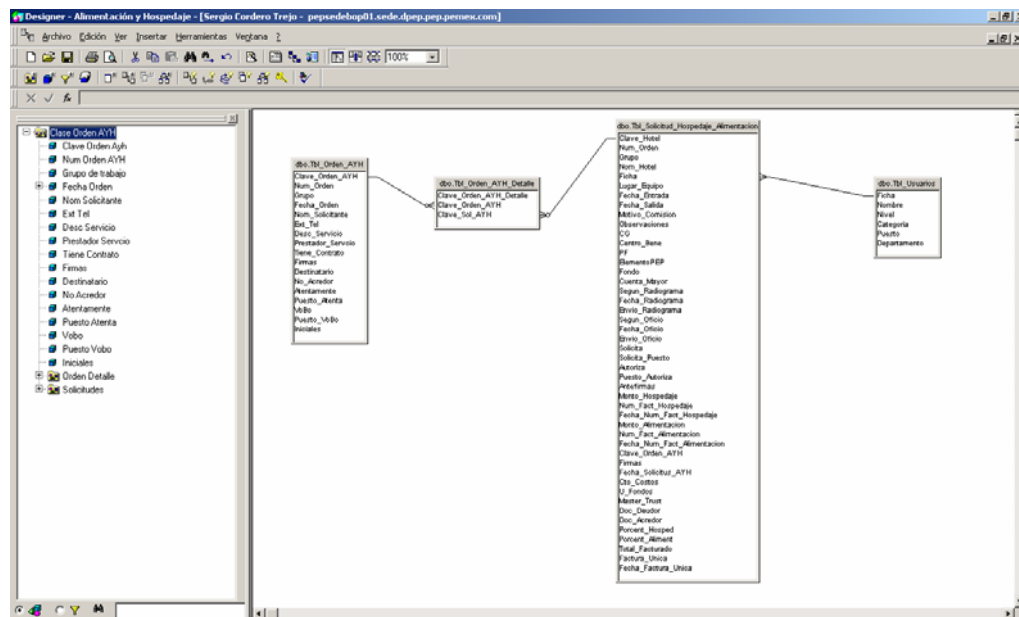 Designer - Alimentación y Hospedaje - [Sergio Cordero Trejo - pepsedebop01.sede.dpep.pep.pemex.com]
Archivo Edición Ver Insertar Herramientas Ventana ?
100%
Clase Orden AYH
Clave Orden Ayh
Num Orden AYH
Grupo de trabajo
Fecha Orden
Nom Solicitante
Ext Tel
Desc Servicio
Prestador Servcio
Tiene Contrato
Firmas
Destinatario
No Acredor
Atentamente
Puesto Atenta
Vobo
Puesto Vobo
Iniciales
Orden Detalle
Solicitudes
dbo.Tbl_Orden_AYH
Clave_Orden_AYH
Num_Orden
Grupo
Fecha_Orden
Nom_Solicitante
Ext_Tel
Desc_Servicio
Prestador_Servcio
Tiene_Contrato
Firmas
Destinatario
No_Acredor
Atentamente
Puesto_Atenta
VoBo
Puesto_VoBo
Iniciales
dbo.Tbl_Orden_AYH_Detalle
Clave_Orden_AYH_Detalle
Clave_Orden_AYH
Clave_Sol_AYH
dbo.Tbl_Solicitud_Hospedaje_Alimentacion
Clave_Hotel
Num_Orden
Grupo
Nom_Hotel
Ficha
Lugar_Equipo
Fecha_Entrada
Fecha_Salida
Motivo_Comision
Observaciones
CG
Centro_Bene
PF
ElementoPEP
Fondo
Cuenta_Mayor
Segun_Radiograma
Fecha_Radiograma
Envio_Radiograma
Segun_Oficio
Fecha_Oficio
Envio_Oficio
Solicita
Solicita_Puesto
Autoriza
Puesto_Autoriza
Antefirmas
Monto_Hospedaje
Num_Fact_Hospedaje
Fecha_Num_Fact_Hospedaje
Monto_Alimentacion
Num_Fact_Alimentacion
Fecha_Num_Fact_Alimentacion
Clave_Orden_AYH
Firmas
Fecha_Solicitus_AYH
Cto_Costos
U_Fondos
Master_Trust
Doc_Deudor
Doc_Acredor
Porcent_Hosped
Porcent_Aliment
Total_Facturado
Factura_Unica
Fecha_Factura_Unica
dbo.Tbl_Usuarios
Ficha
Nombre
Nivel
Categoria
Puesto
Departamento